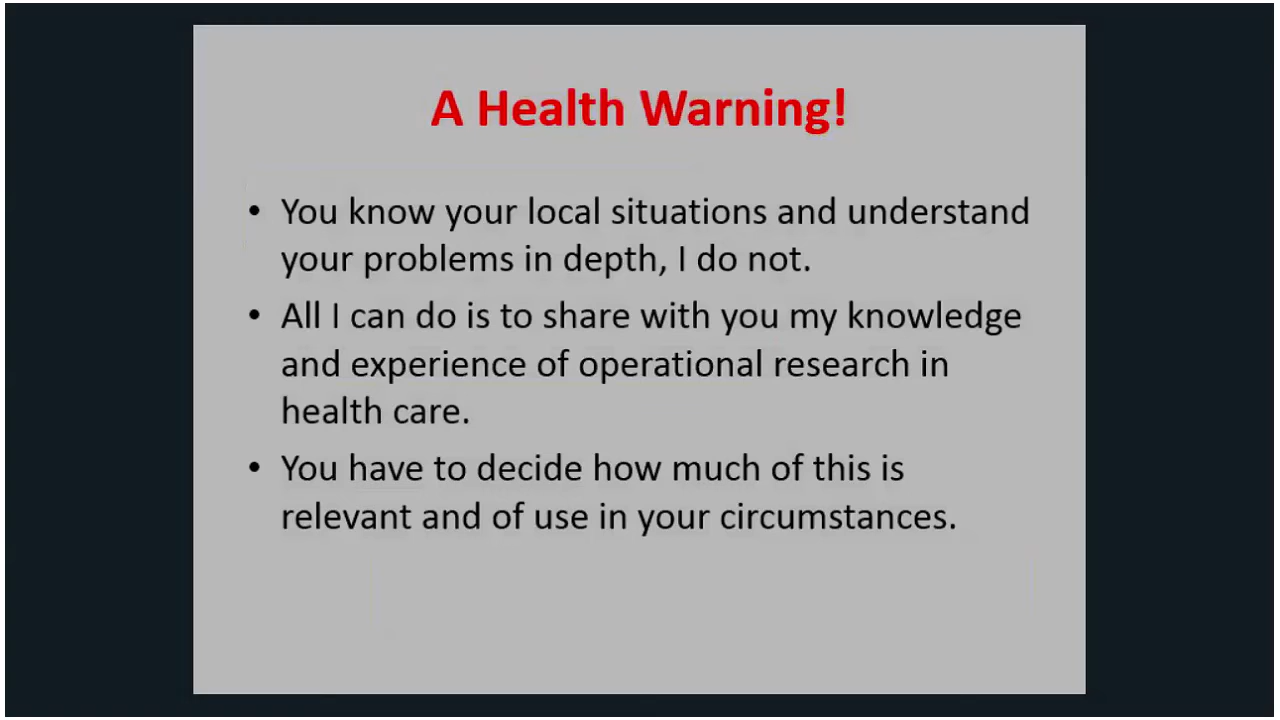 A Health Warning!
• You know your local situations and understand
your problems in depth, I do not.
• All I can do is to share with you my knowledge
and experience of operational research in
health care.
• You have to decide how much of this is
relevant and of use in your circumstances.